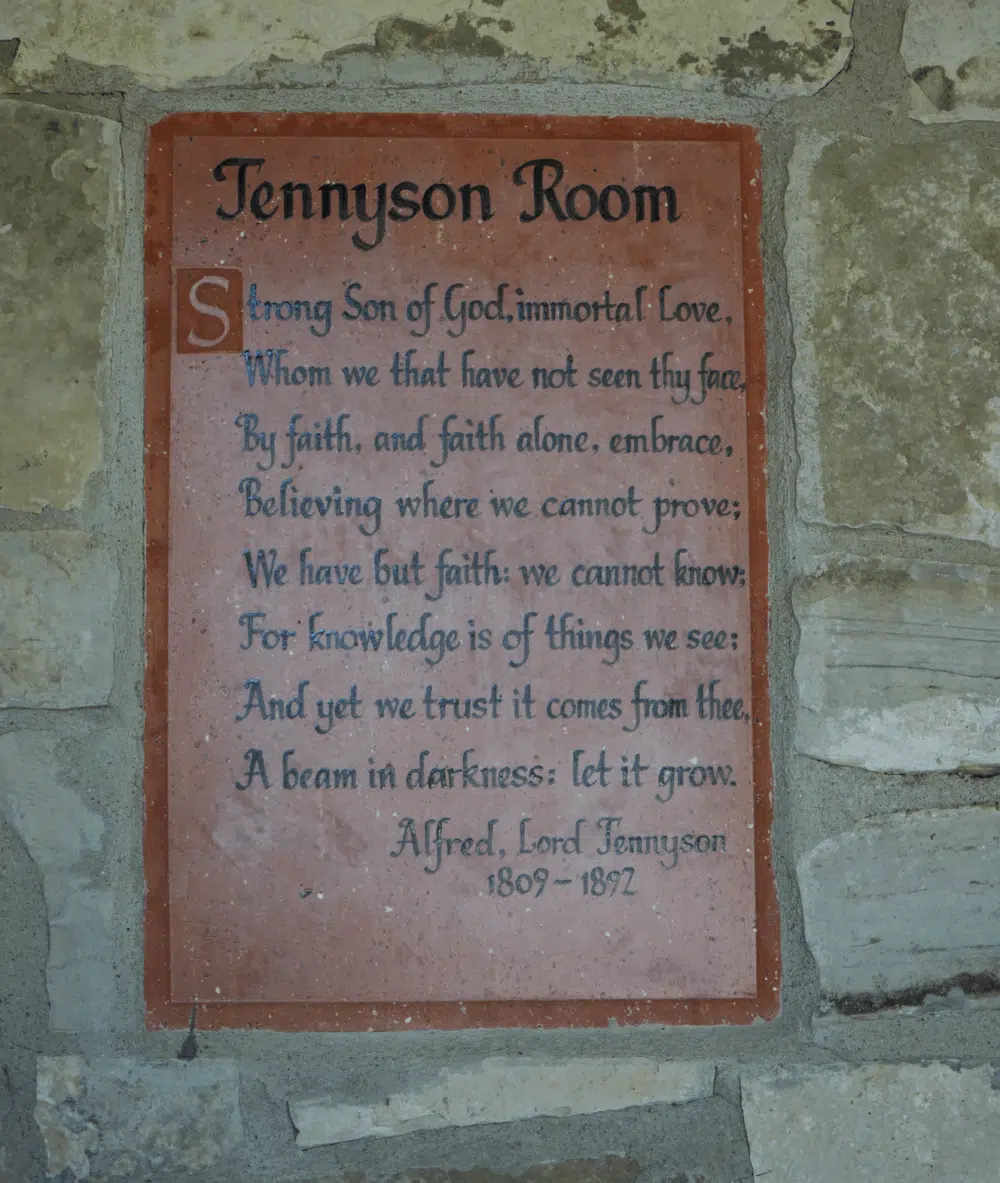 Tennyson Room
Strong Son of God, immortal Love,
Whom we that have not seen thy face,
By faith, and faith alone, embrace,
Believing where we cannot prove;
We have but faith: we cannot know;
For knowledge is of things we see:
And yet we trust it comes from thee,
A beam in darkness: let it grow.
Alfred, Lord Tennyson
1809 – 1892